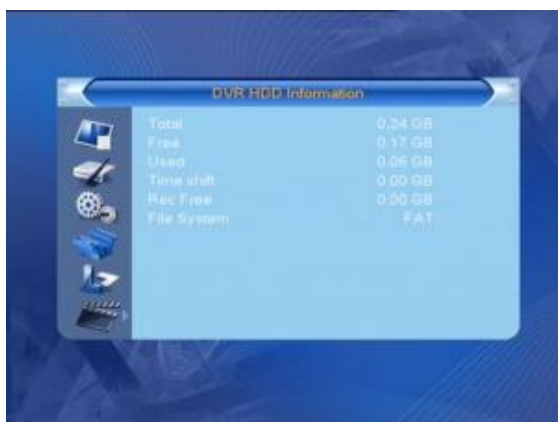 DVR HDD Information
Total 0.24 GB
Free 0.17 GB
Used 0.06 GB
Time shift 0.00 GB
Rec Free 0.00 GB
File System FAT